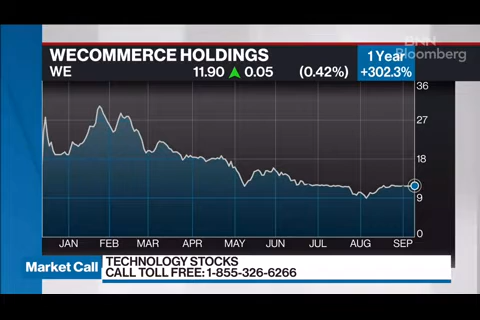 BNN
Bloomberg
WECOMMERCE HOLDINGS
1 Year
WE 11.90 0.05 (0.42%) +302.3%
36
27
18
9
0
JAN FEB MAR APR MAY JUN JUL AUG SEP
Market Call
TECHNOLOGY STOCKS
CALL TOLL FREE: 1-855-326-6266